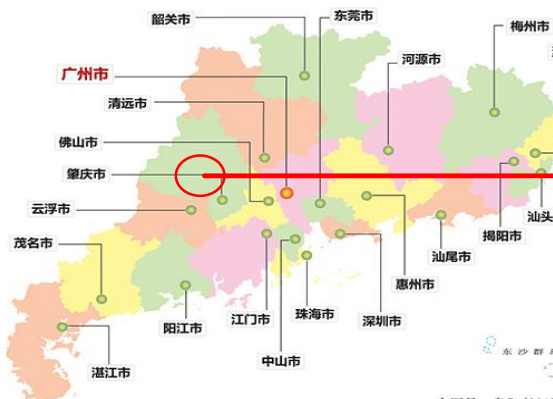 韶关市
东莞市
梅州市
广州市
河源市
清远市
佛山市
肇庆市
云浮市
汕头
揭阳市
茂名市
汕尾市
惠州市
阳江市
江门市
珠海市
深圳市
中山市
湛江市
东沙群